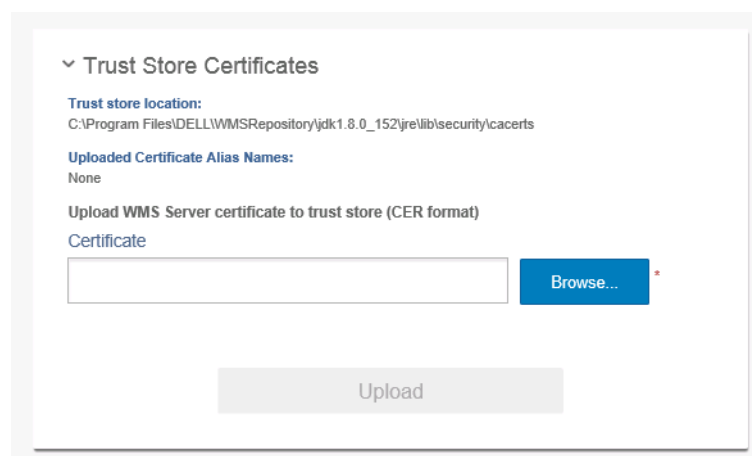 Trust Store Certificates
Trust store location:
C:\Program Files\DELL\WMSRepository\jdk1.8.0_152\jre\lib\security\cacerts
Uploaded Certificate Alias Names:
None
Upload WMS Server certificate to trust store (CER format)
Certificate
Browse... *
Upload